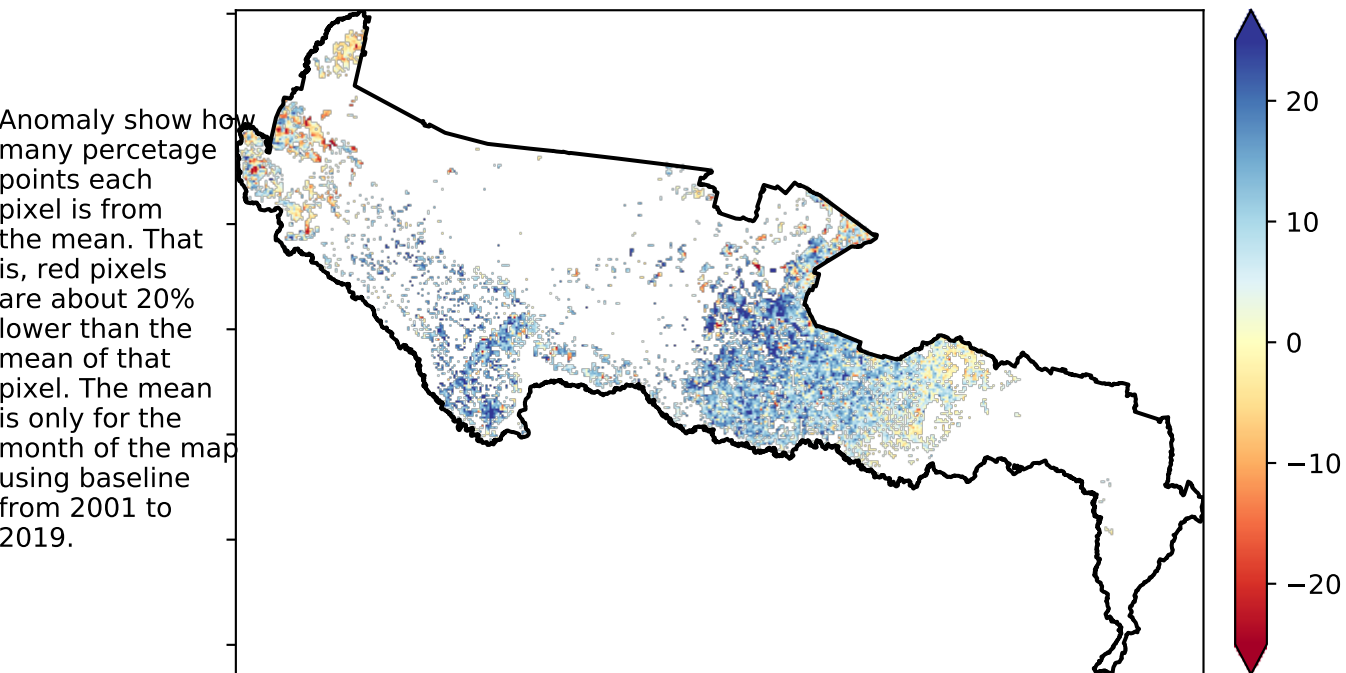 Anomaly show how
many percetage
points each
pixel is from
the mean. That
is, red pixels
are about 20%
lower than the
mean of that
pixel. The mean
is only for the
month of the map
using baseline
from 2001 to
2019.
20
10
0
−10
−20